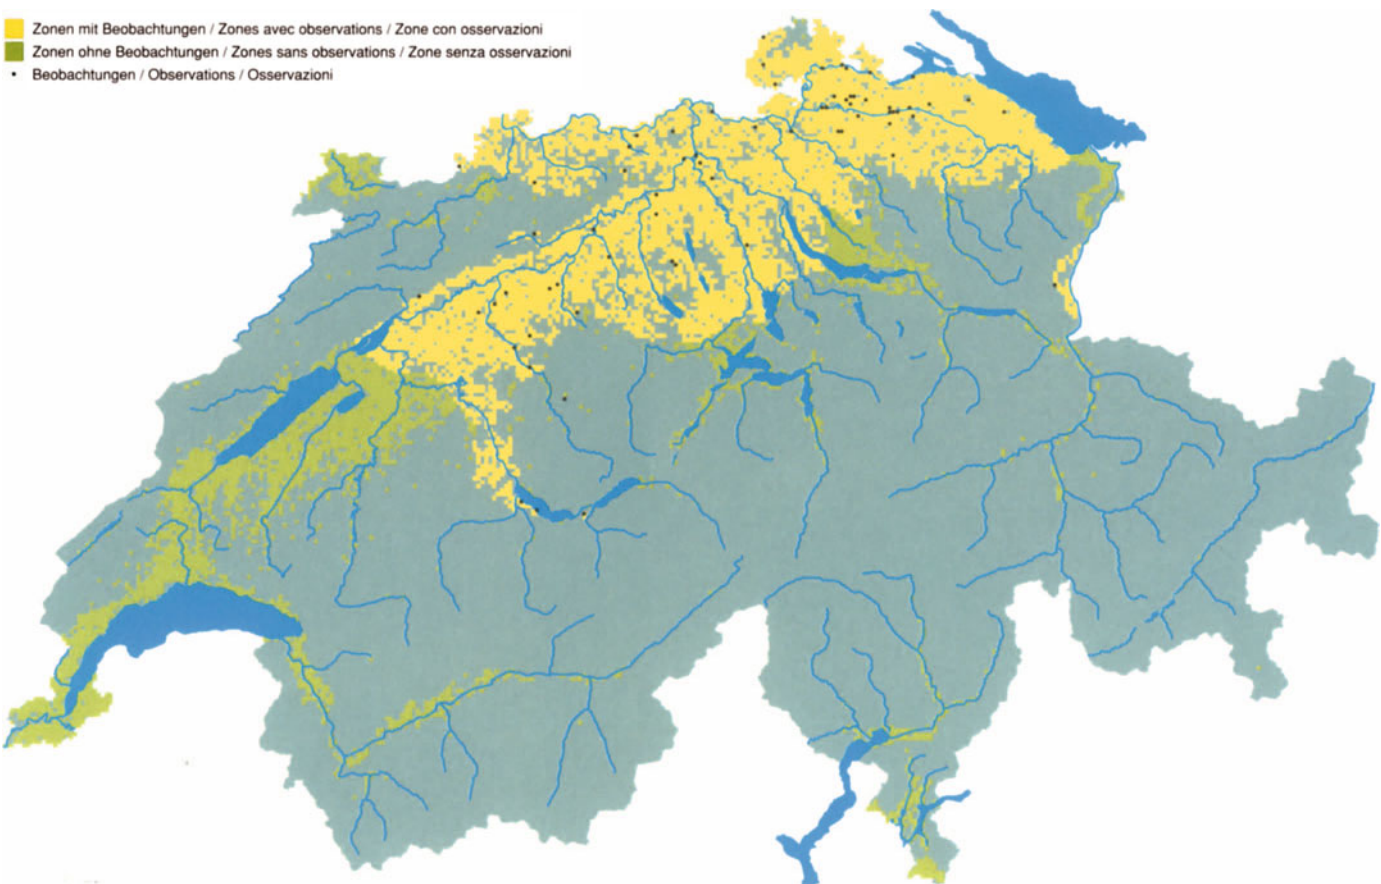 Zonen mit Beobachtungen / Zones avec observations / Zone con osservazioni
Zonen ohne Beobachtungen / Zones sans observations / Zone senza osservazioni
Beobachtungen / Observations / Osservazioni